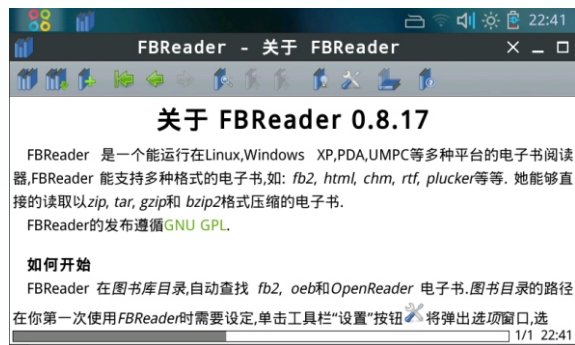 22:41
FBReader - 关于 FBReader
关于 FBReader 0.8.17
FBReader 是一个能运行在Linux,Windows XP,PDA,UMPC等多种平台的电子书阅读
器,FBReader 能支持多种格式的电子书,如: fb2, html, chm, rtf, plucker等等. 她能够直
接的读取以zip, tar, gzip和 bzip2格式压缩的电子书.
FBReader的发布遵循GNU GPL.
如何开始
FBReader 在图书库目录,自动查找 fb2, oeb和OpenReader 电子书.图书目录的路径
在你第一次使用FBReader时需要设定,单击工具栏“设置”按钮将弹出选项窗口,选
1/1 22:41